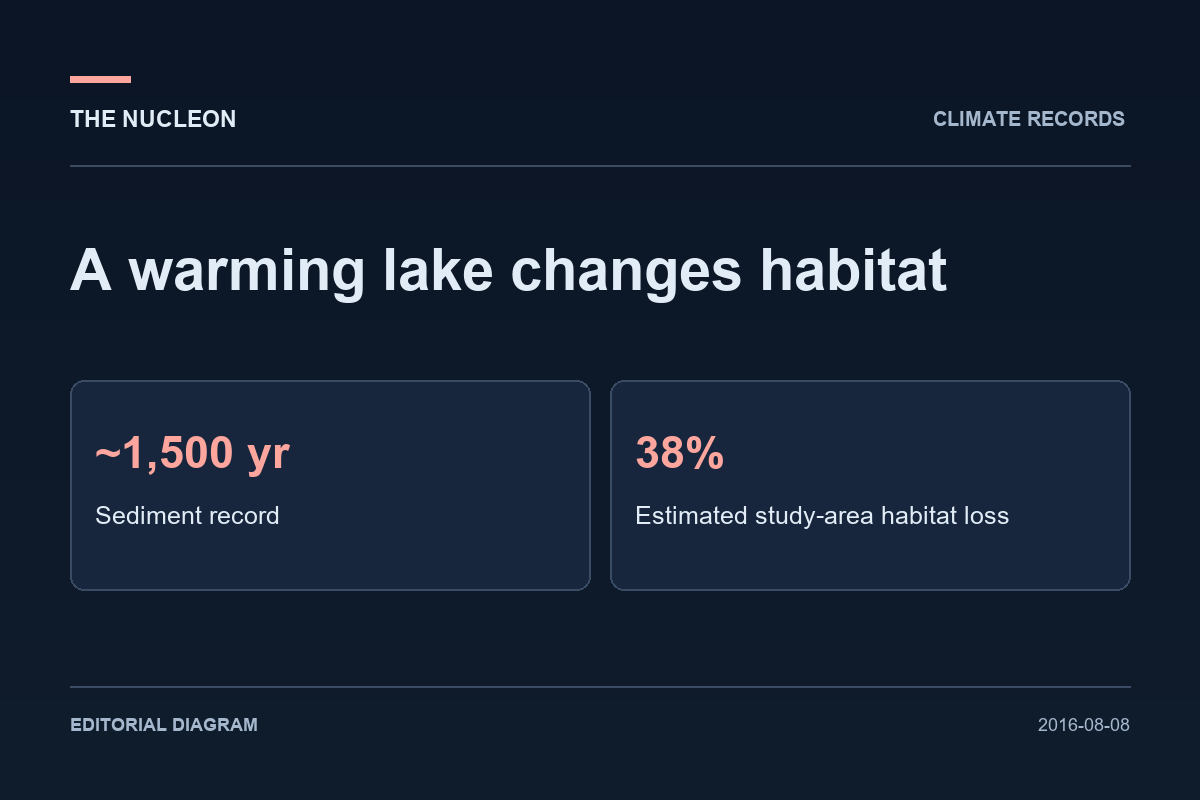 THE NUCLEON
CLIMATE RECORDS
A warming lake changes habitat
~1,500 yr
Sediment record
38%
Estimated study-area habitat loss
EDITORIAL DIAGRAM
2016-08-08